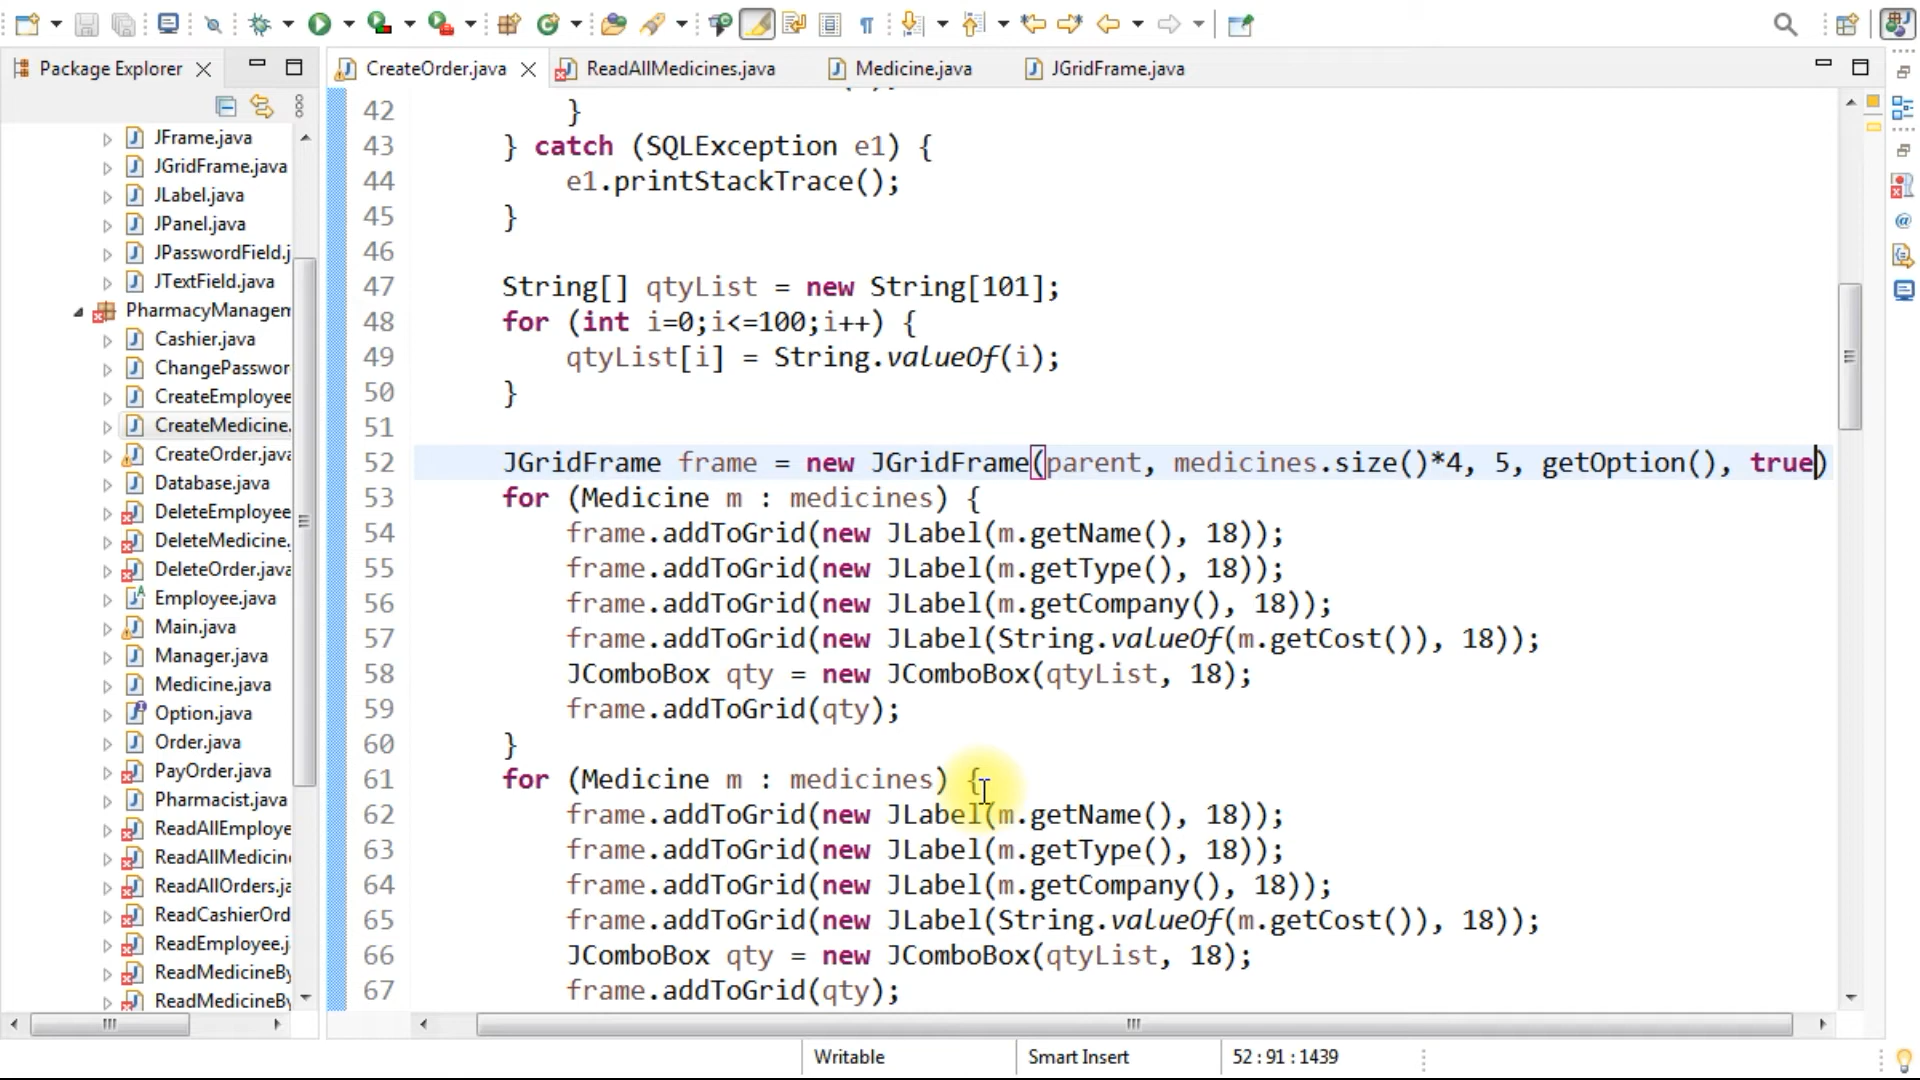 Package Explorer
CreateOrder.java
ReadAllMedicines.java
Medicine.java
JGridFrame.java
JFrame.java
JGridFrame.java
JLabel.java
JPanel.java
JPasswordField.j
JTextField.java
PharmacyManagem
Cashier.java
ChangePasswor
CreateEmployee
CreateMedicine.
CreateOrder.java
Database.java
DeleteEmployee
DeleteMedicine.
DeleteOrder.java
Employee.java
Main.java
Manager.java
Medicine.java
Option.java
Order.java
PayOrder.java
Pharmacist.java
ReadAllEmploye
ReadAllMedicin
ReadAllOrders.ja
ReadCashierOrd
ReadEmployee.j
ReadMedicineBy
ReadMedicineBy
42 }
43 } catch (SQLException e1) {
44 e1.printStackTrace();
45 }
46
47 String[] qtyList = new String[101];
48 for (int i=0;i<=100;i++) {
49 qtyList[i] = String.valueOf(i);
50 }
51
52 JGridFrame frame = new JGridFrame(parent, medicines.size()*4, 5, getOption(), true)
53 for (Medicine m : medicines) {
54 frame.addToGrid(new JLabel(m.getName(), 18));
55 frame.addToGrid(new JLabel(m.getType(), 18));
56 frame.addToGrid(new JLabel(m.getCompany(), 18));
57 frame.addToGrid(new JLabel(String.valueOf(m.getCost()), 18));
58 JComboBox qty = new JComboBox(qtyList, 18);
59 frame.addToGrid(qty);
60 }
61 for (Medicine m : medicines) {
62 frame.addToGrid(new JLabel(m.getName(), 18));
63 frame.addToGrid(new JLabel(m.getType(), 18));
64 frame.addToGrid(new JLabel(m.getCompany(), 18));
65 frame.addToGrid(new JLabel(String.valueOf(m.getCost()), 18));
66 JComboBox qty = new JComboBox(qtyList, 18);
67 frame.addToGrid(qty);
Writable
Smart Insert
52 : 91 : 1439